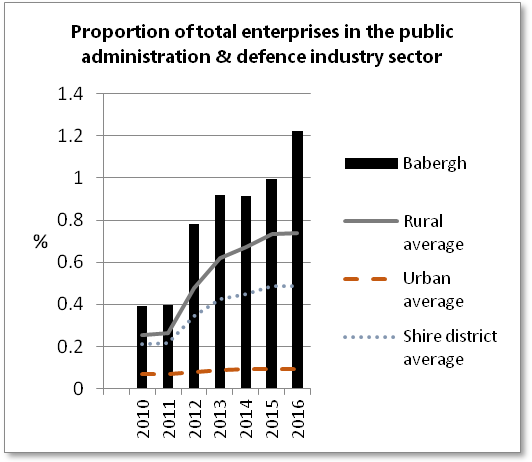 Proportion of total enterprises in the public
administration & defence industry sector
1.4
1.2
1
0.8
0.6
0.4
0.2
0
%
2010
2011
2012
2013
2014
2015
2016
Babergh
Rural
average
Urban
average
Shire district
average